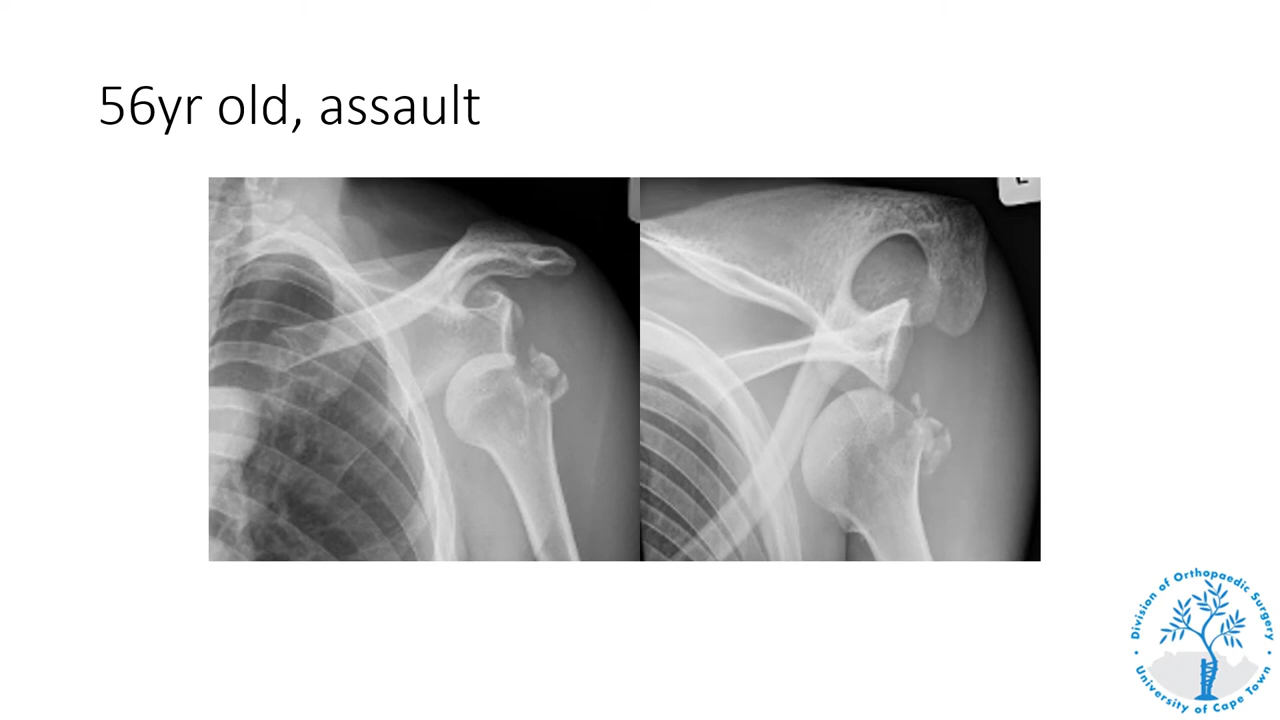 56yr old, assault
L
Division of Orthopaedic Surgery
University of Cape Town